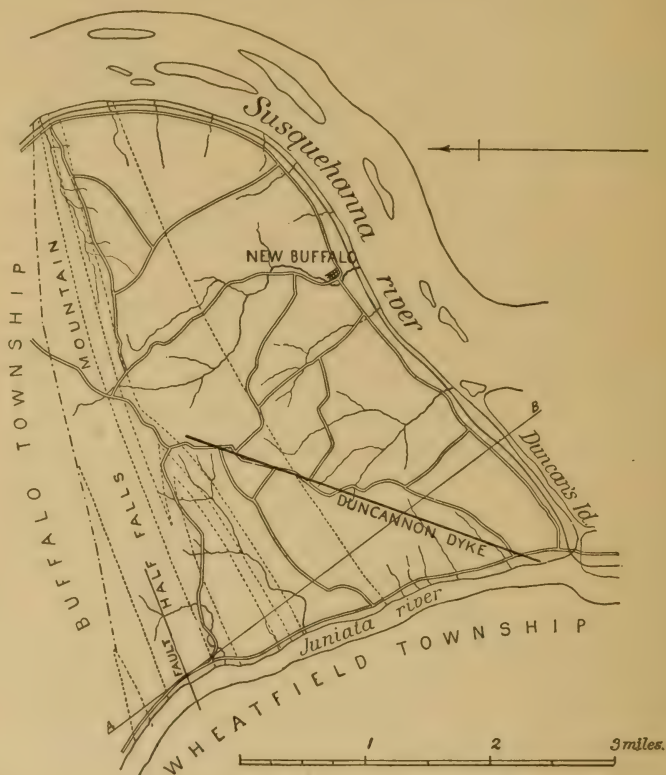 Susquehanna river
NEW BUFFALO
BUFFALO TOWNSHIP
HALF FALLS MOUNTAIN
FAULT
DUNCANNON DYKE
Duncan's Id.
B
A
Juniata river
WHEATFIELD TOWNSHIP
1 2 3 miles.